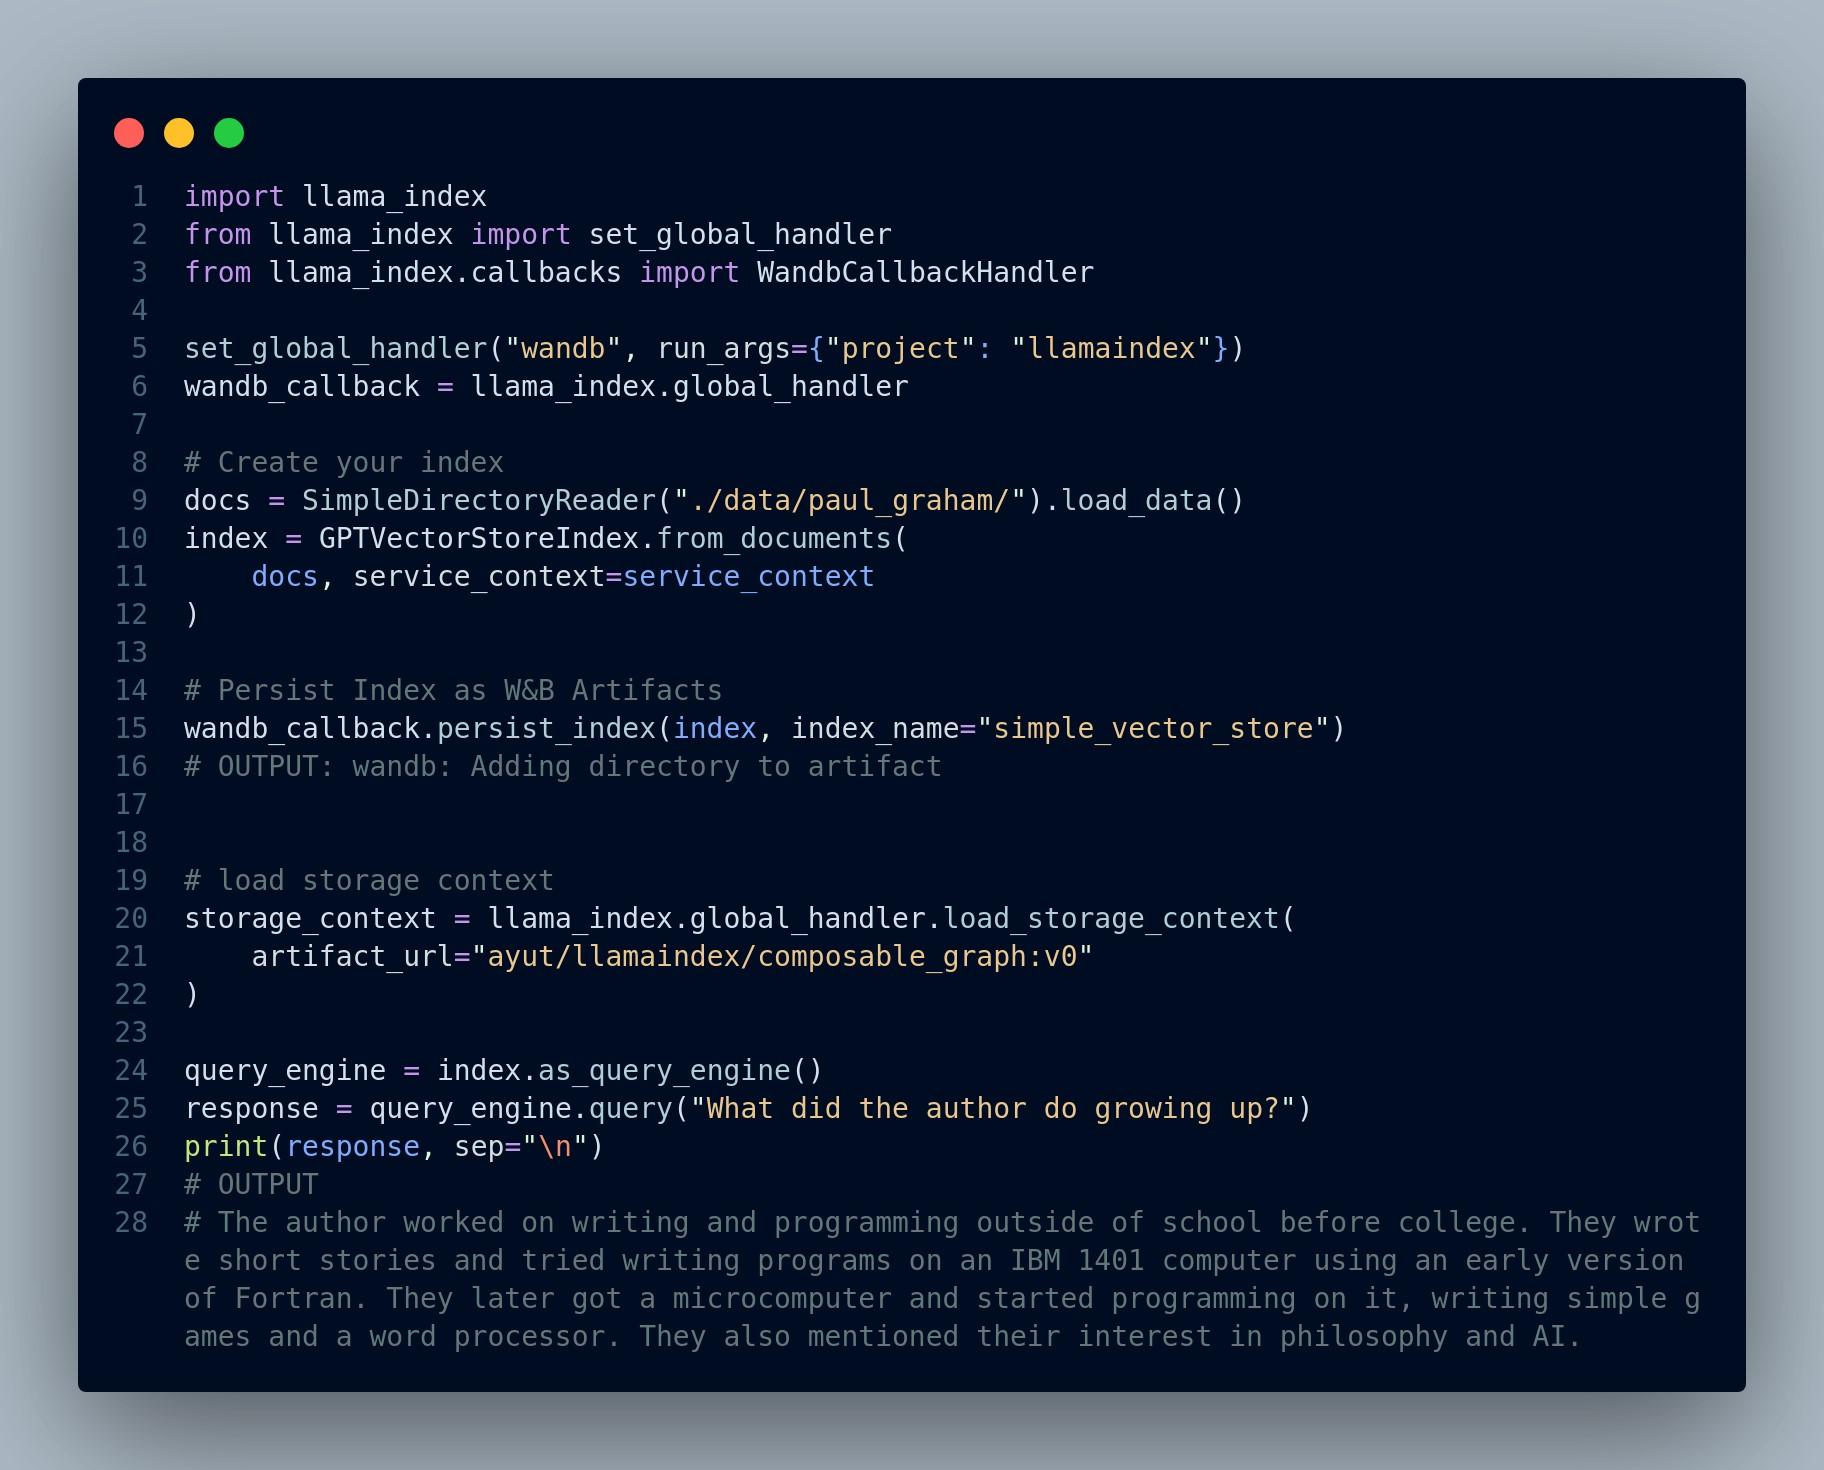 1 import llama_index
2 from llama_index import set_global_handler
3 from llama_index.callbacks import WandbCallbackHandler
4
5 set_global_handler("wandb", run_args={"project": "llamaindex"})
6 wandb_callback = llama_index.global_handler
7
8 # Create your index
9 docs = SimpleDirectoryReader("./data/paul_graham/").load_data()
10 index = GPTVectorStoreIndex.from_documents(
11     docs, service_context=service_context
12 )
13
14 # Persist Index as W&B Artifacts
15 wandb_callback.persist_index(index, index_name="simple_vector_store")
16 # OUTPUT: wandb: Adding directory to artifact
17
18
19 # load storage context
20 storage_context = llama_index.global_handler.load_storage_context(
21     artifact_url="ayut/llamaindex/composable_graph:v0"
22 )
23
24 query_engine = index.as_query_engine()
25 response = query_engine.query("What did the author do growing up?")
26 print(response, sep="\n")
27 # OUTPUT
28 # The author worked on writing and programming outside of school before college. They wrot
e short stories and tried writing programs on an IBM 1401 computer using an early version
of Fortran. They later got a microcomputer and started programming on it, writing simple g
ames and a word processor. They also mentioned their interest in philosophy and AI.